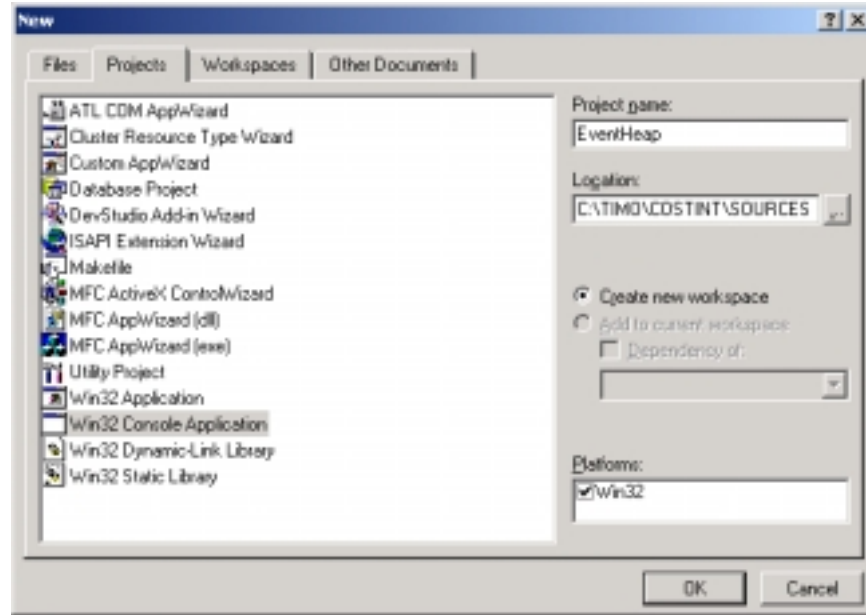 New
Files Projects Workspaces Other Documents
ATL COM AppWizard
Cluster Resource Type Wizard
Custom AppWizard
Database Project
DevStudio Add-in Wizard
ISAPI Extension Wizard
Makefile
MFC ActiveX ControlWizard
MFC AppWizard (dll)
MFC AppWizard (exe)
Utility Project
Win32 Application
Win32 Console Application
Win32 Dynamic-Link Library
Win32 Static Library
Project name:
EventHeap
Location:
C:\TIMO\COSTINT\SOURCES
...
Create new workspace
Add to current workspace
Dependency of:
Platforms:
Win32
OK Cancel